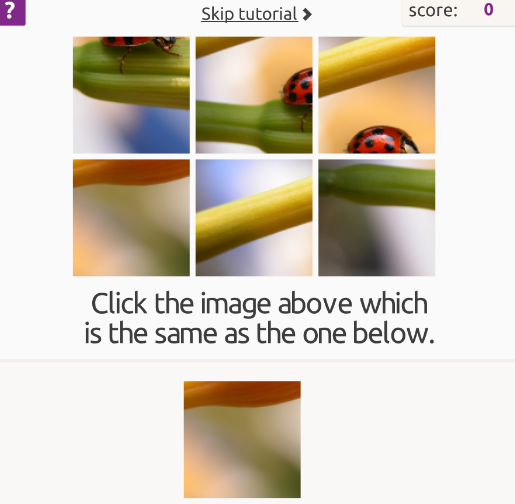 ?
Skip tutorial
score: 0
Click the image above which
is the same as the one below.